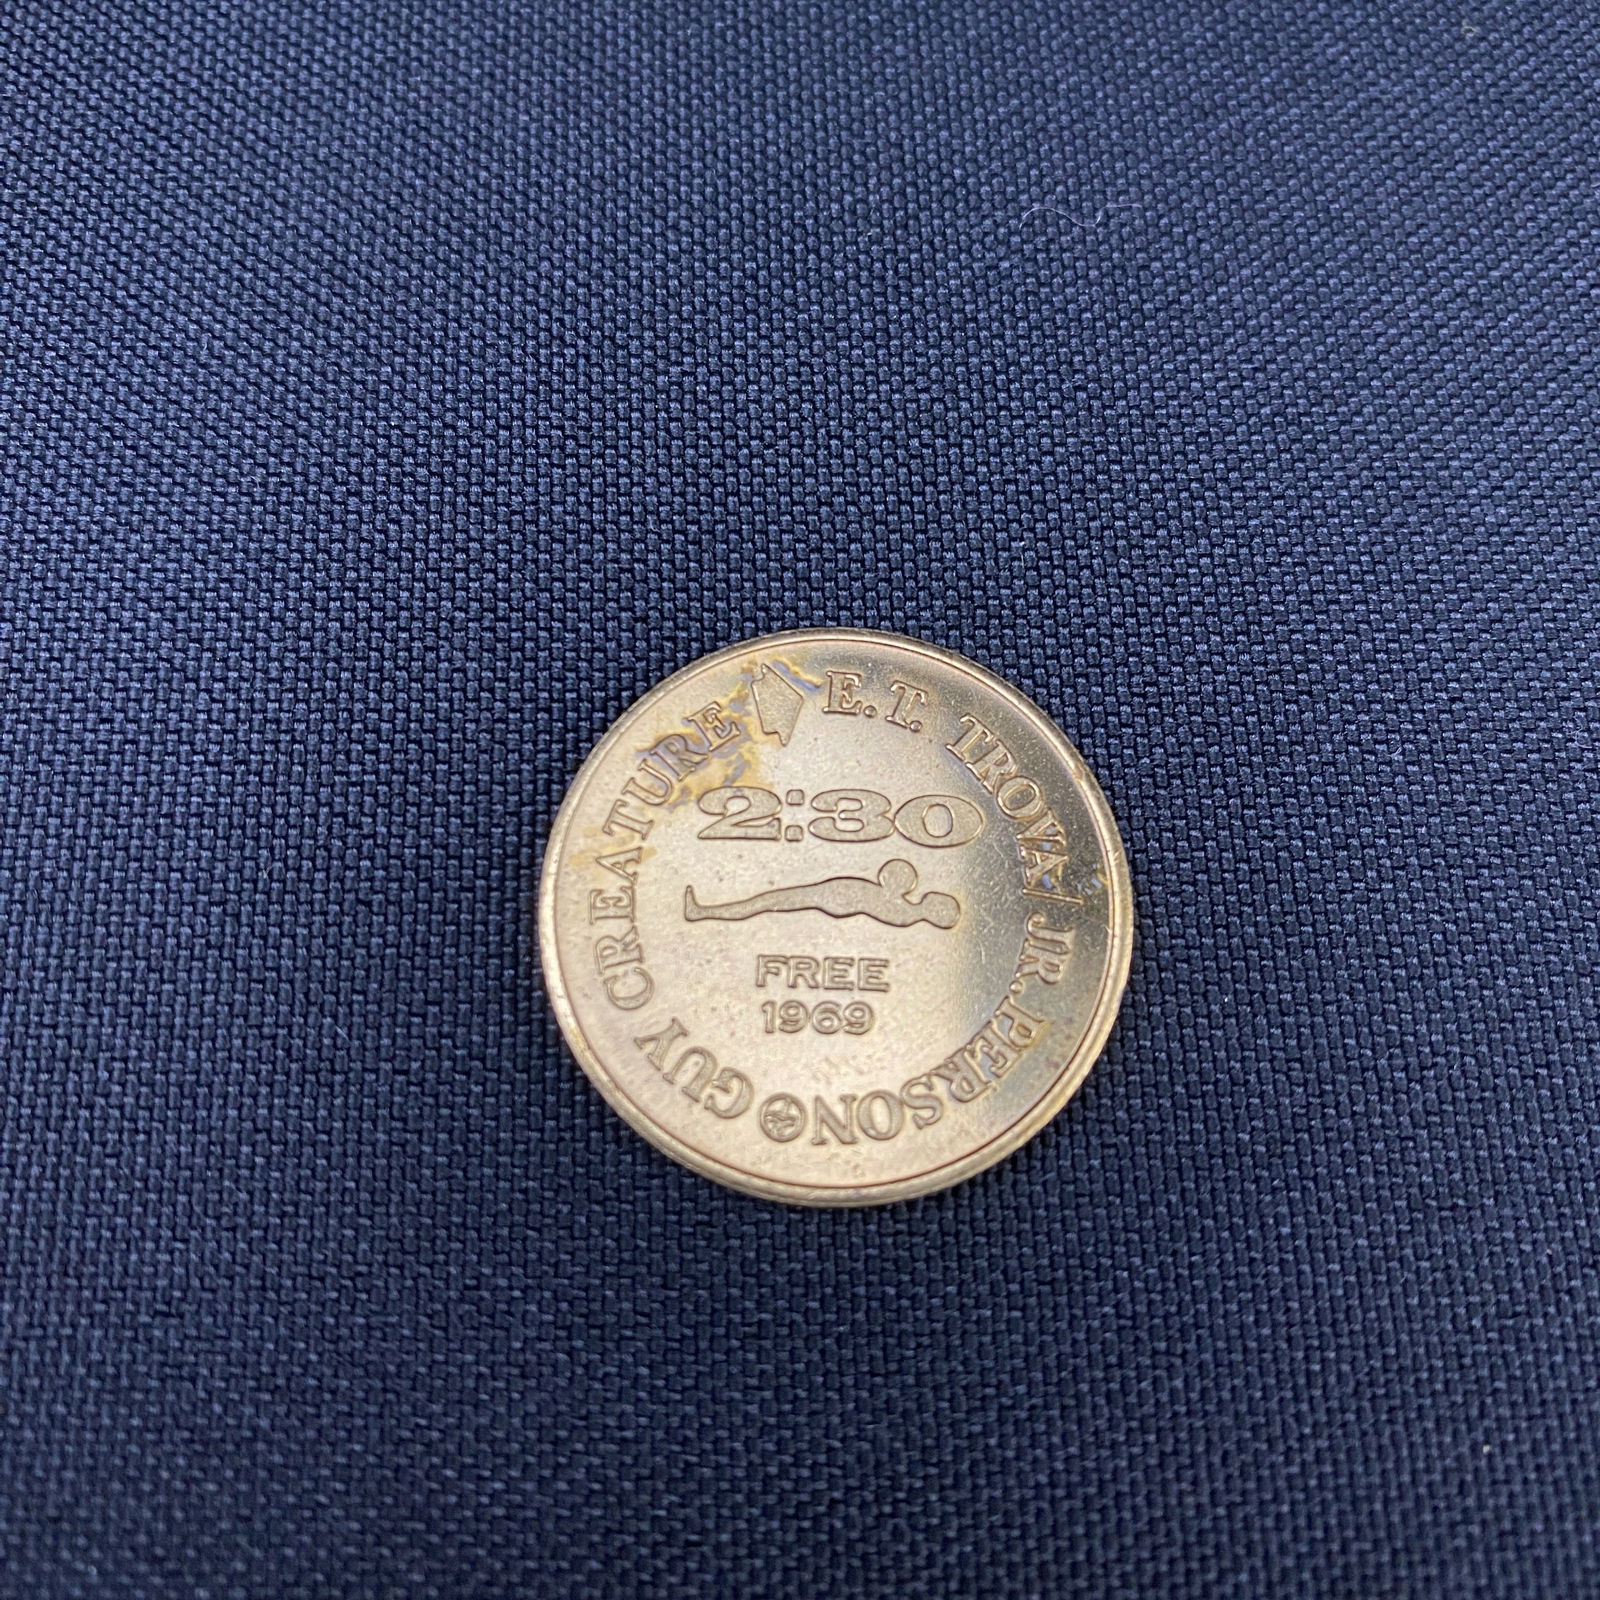 E.T. TROVA/JR. PERSON GUY CREATURE
2:30
FREE
1969